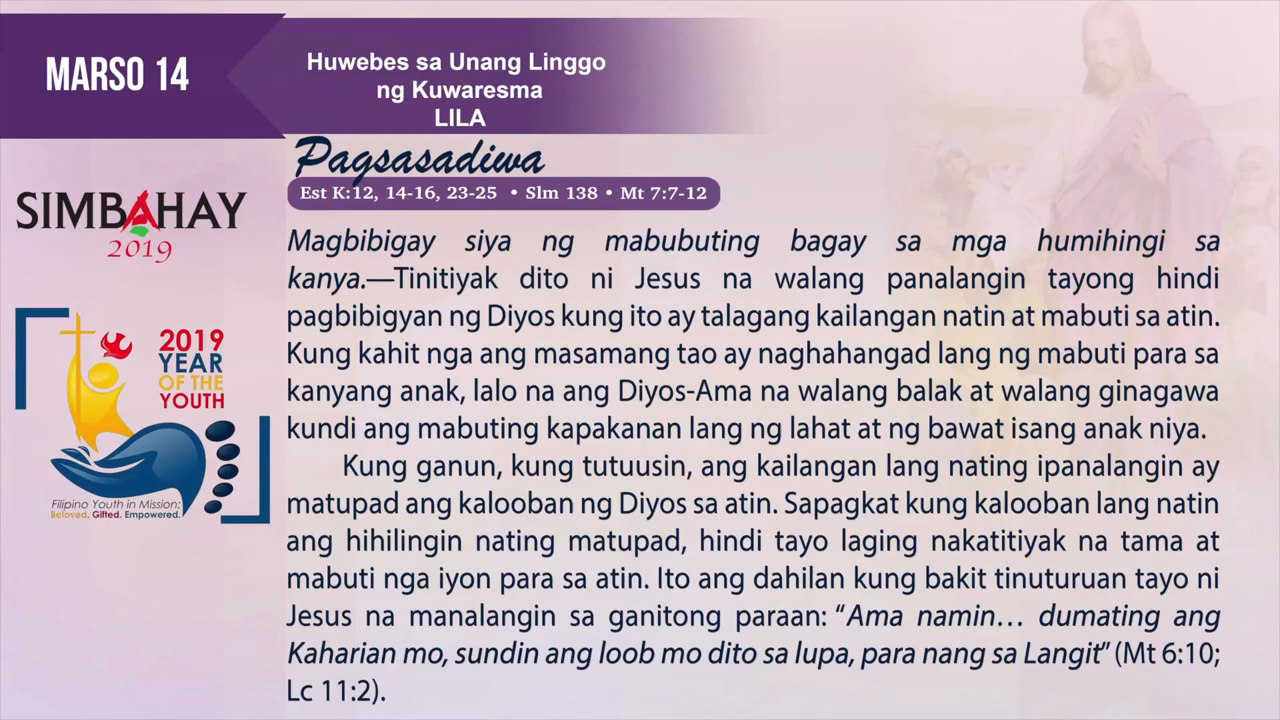 MARSO 14
Huwebes sa Unang Linggo
ng Kuwaresma
LILA
Pagsasadiwa
Est K:12, 14-16, 23-25 • Slm 138 • Mt 7:7-12
SIMBAHAY
2019
2019
YEAR
OF THE
YOUTH
Filipino Youth in Mission:
Beloved. Gifted. Empowered.
Magbibigay siya ng mabubuting bagay sa mga humihingi sa
kanya.—Tinitiyak dito ni Jesus na walang panalangin tayong hindi
pagbibigyan ng Diyos kung ito ay talagang kailangan natin at mabuti sa atin.
Kung kahit nga ang masamang tao ay naghahangad lang ng mabuti para sa
kanyang anak, lalo na ang Diyos-Ama na walang balak at walang ginagawa
kundi ang mabuting kapakanan lang ng lahat at ng bawat isang anak niya.
Kung ganun, kung tutuusin, ang kailangan lang nating ipanalangin ay
matupad ang kalooban ng Diyos sa atin. Sapagkat kung kalooban lang natin
ang hihilingin nating matupad, hindi tayo laging nakatitiyak na tama at
mabuti nga iyon para sa atin. Ito ang dahilan kung bakit tinuturuan tayo ni
Jesus na manalangin sa ganitong paraan: “Ama namin… dumating ang
Kaharian mo, sundin ang loob mo dito sa lupa, para nang sa Langit” (Mt 6:10;
Lc 11:2).